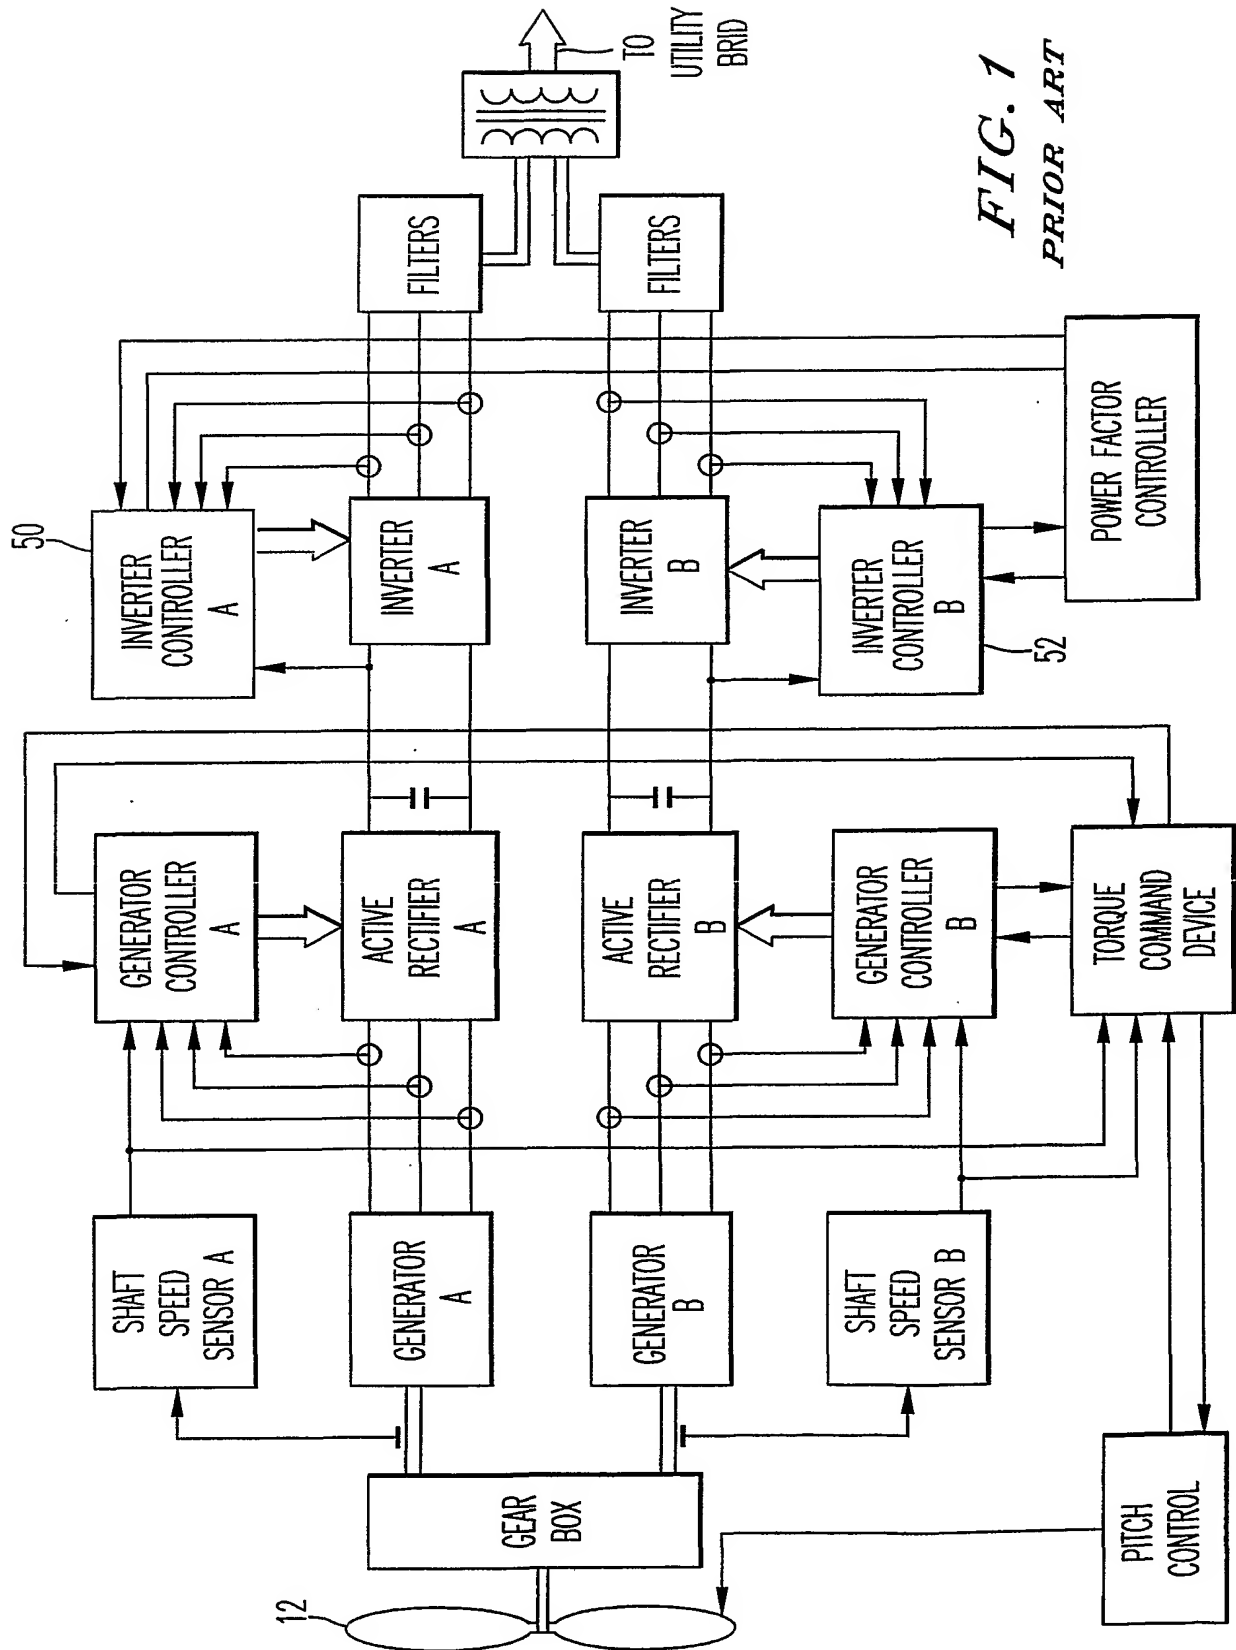 TO
UTILITY
BRID
FIG. 1
PRIOR ART
50
INVERTER
CONTROLLER
A
INVERTER
A
FILTERS
FILTERS
INVERTER
B
INVERTER
CONTROLLER
B
52
POWER FACTOR
CONTROLLER
GENERATOR
CONTROLLER
A
ACTIVE
RECTIFIER
A
ACTIVE
RECTIFIER
B
GENERATOR
CONTROLLER
B
TORQUE
COMMAND
DEVICE
SHAFT
SPEED
SENSOR A
GENERATOR
A
GENERATOR
B
SHAFT
SPEED
SENSOR B
GEAR
BOX
12
PITCH
CONTROL